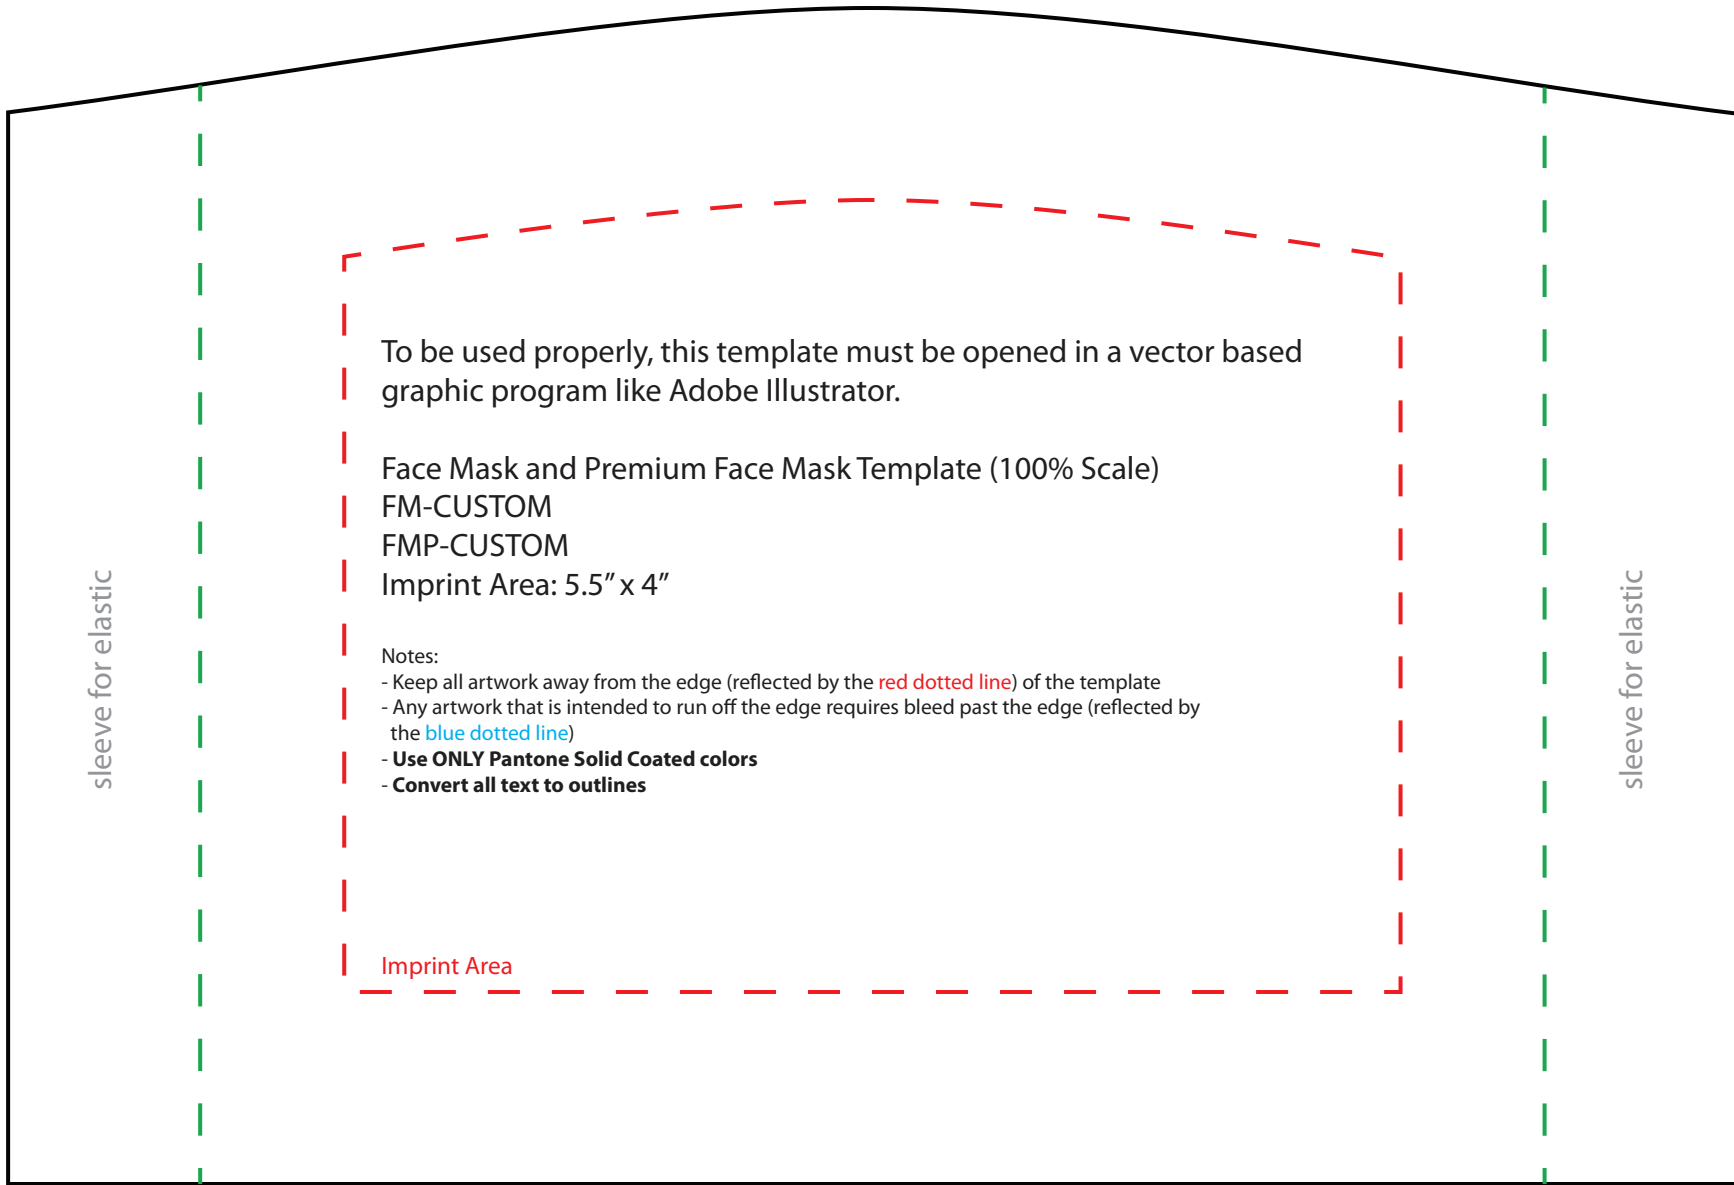 To be used properly, this template must be opened in a vector based
graphic program like Adobe Illustrator.
Face Mask and Premium Face Mask Template (100% Scale)
FM-CUSTOM
FMP-CUSTOM
Imprint Area: 5.5” x 4”
sleeve for elastic
Notes:
- Keep all artwork away from the edge (reflected by the red dotted line) of the template
- Any artwork that is intended to run off the edge requires bleed past the edge (reflected by
the blue dotted line)
- Use ONLY Pantone Solid Coated colors
- Convert all text to outlines
sleeve for elastic
Imprint Area